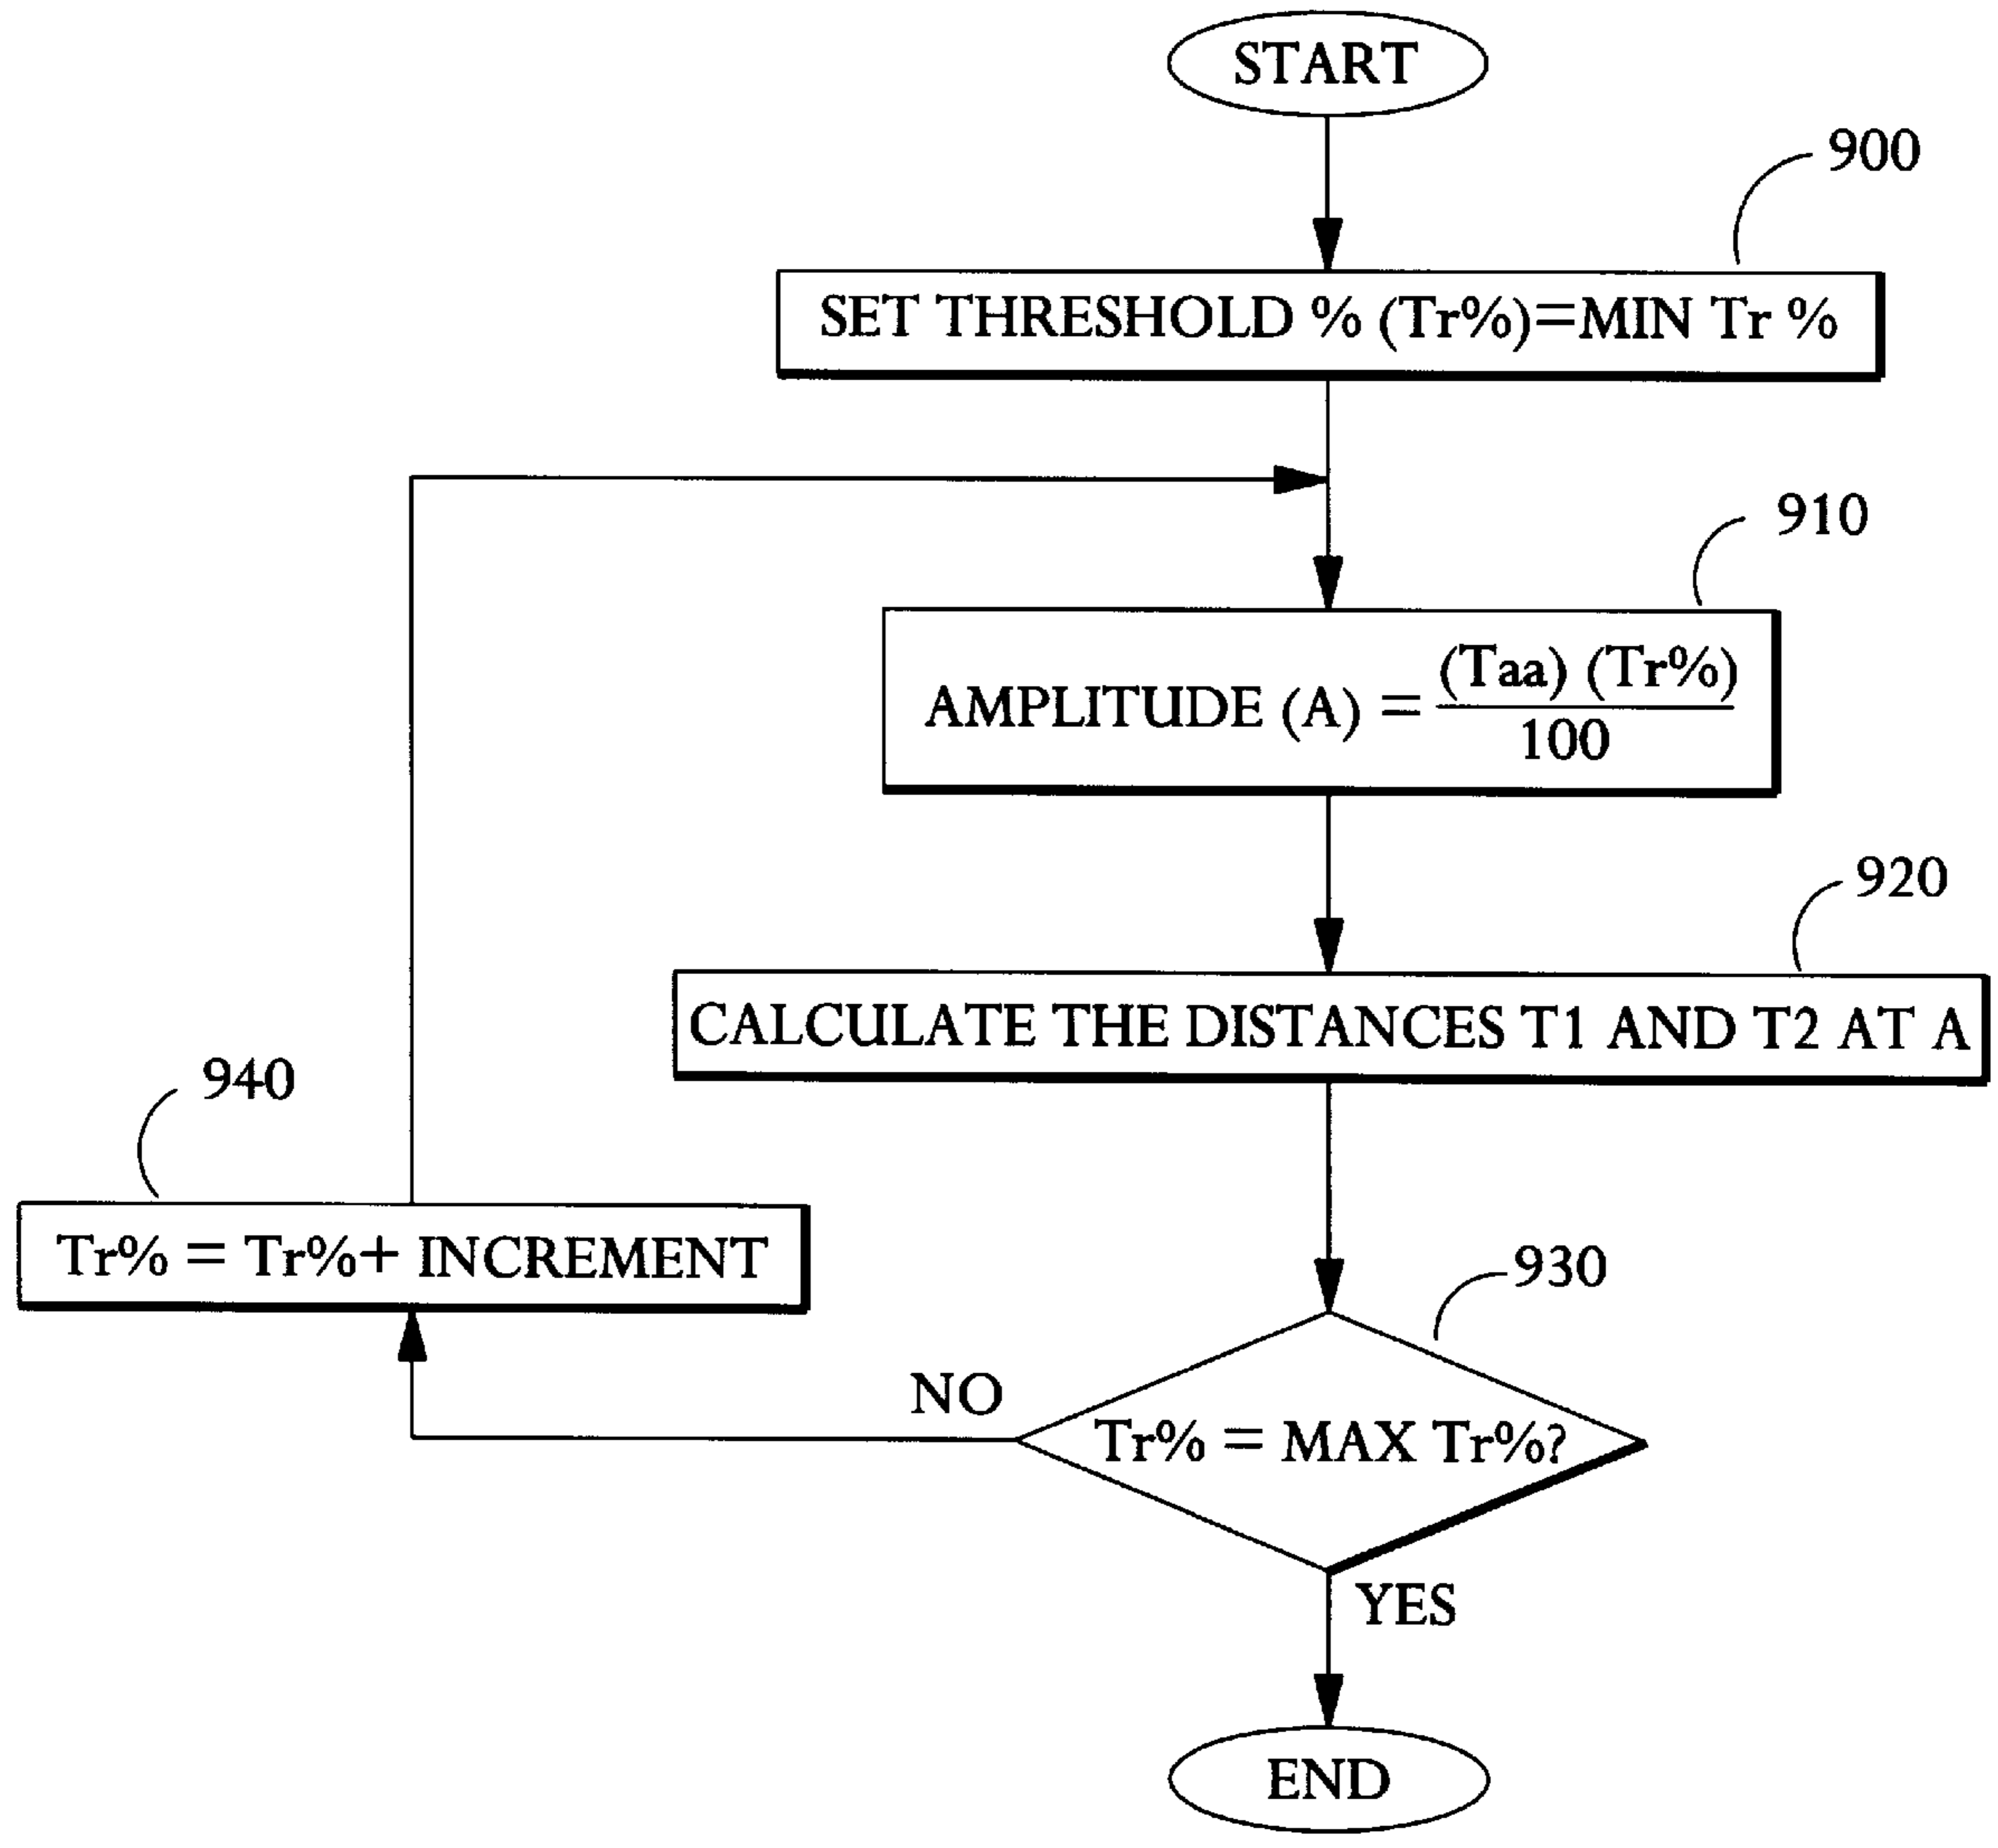 START
900
SET THRESHOLD % (Tr%)=MIN Tr %
910
AMPLITUDE (A) = (Taa) (Tr%)
100
920
CALCULATE THE DISTANCES T1 AND T2 AT A
940
Tr% = Tr%+ INCREMENT
930
NO
Tr% = MAX Tr%?
YES
END